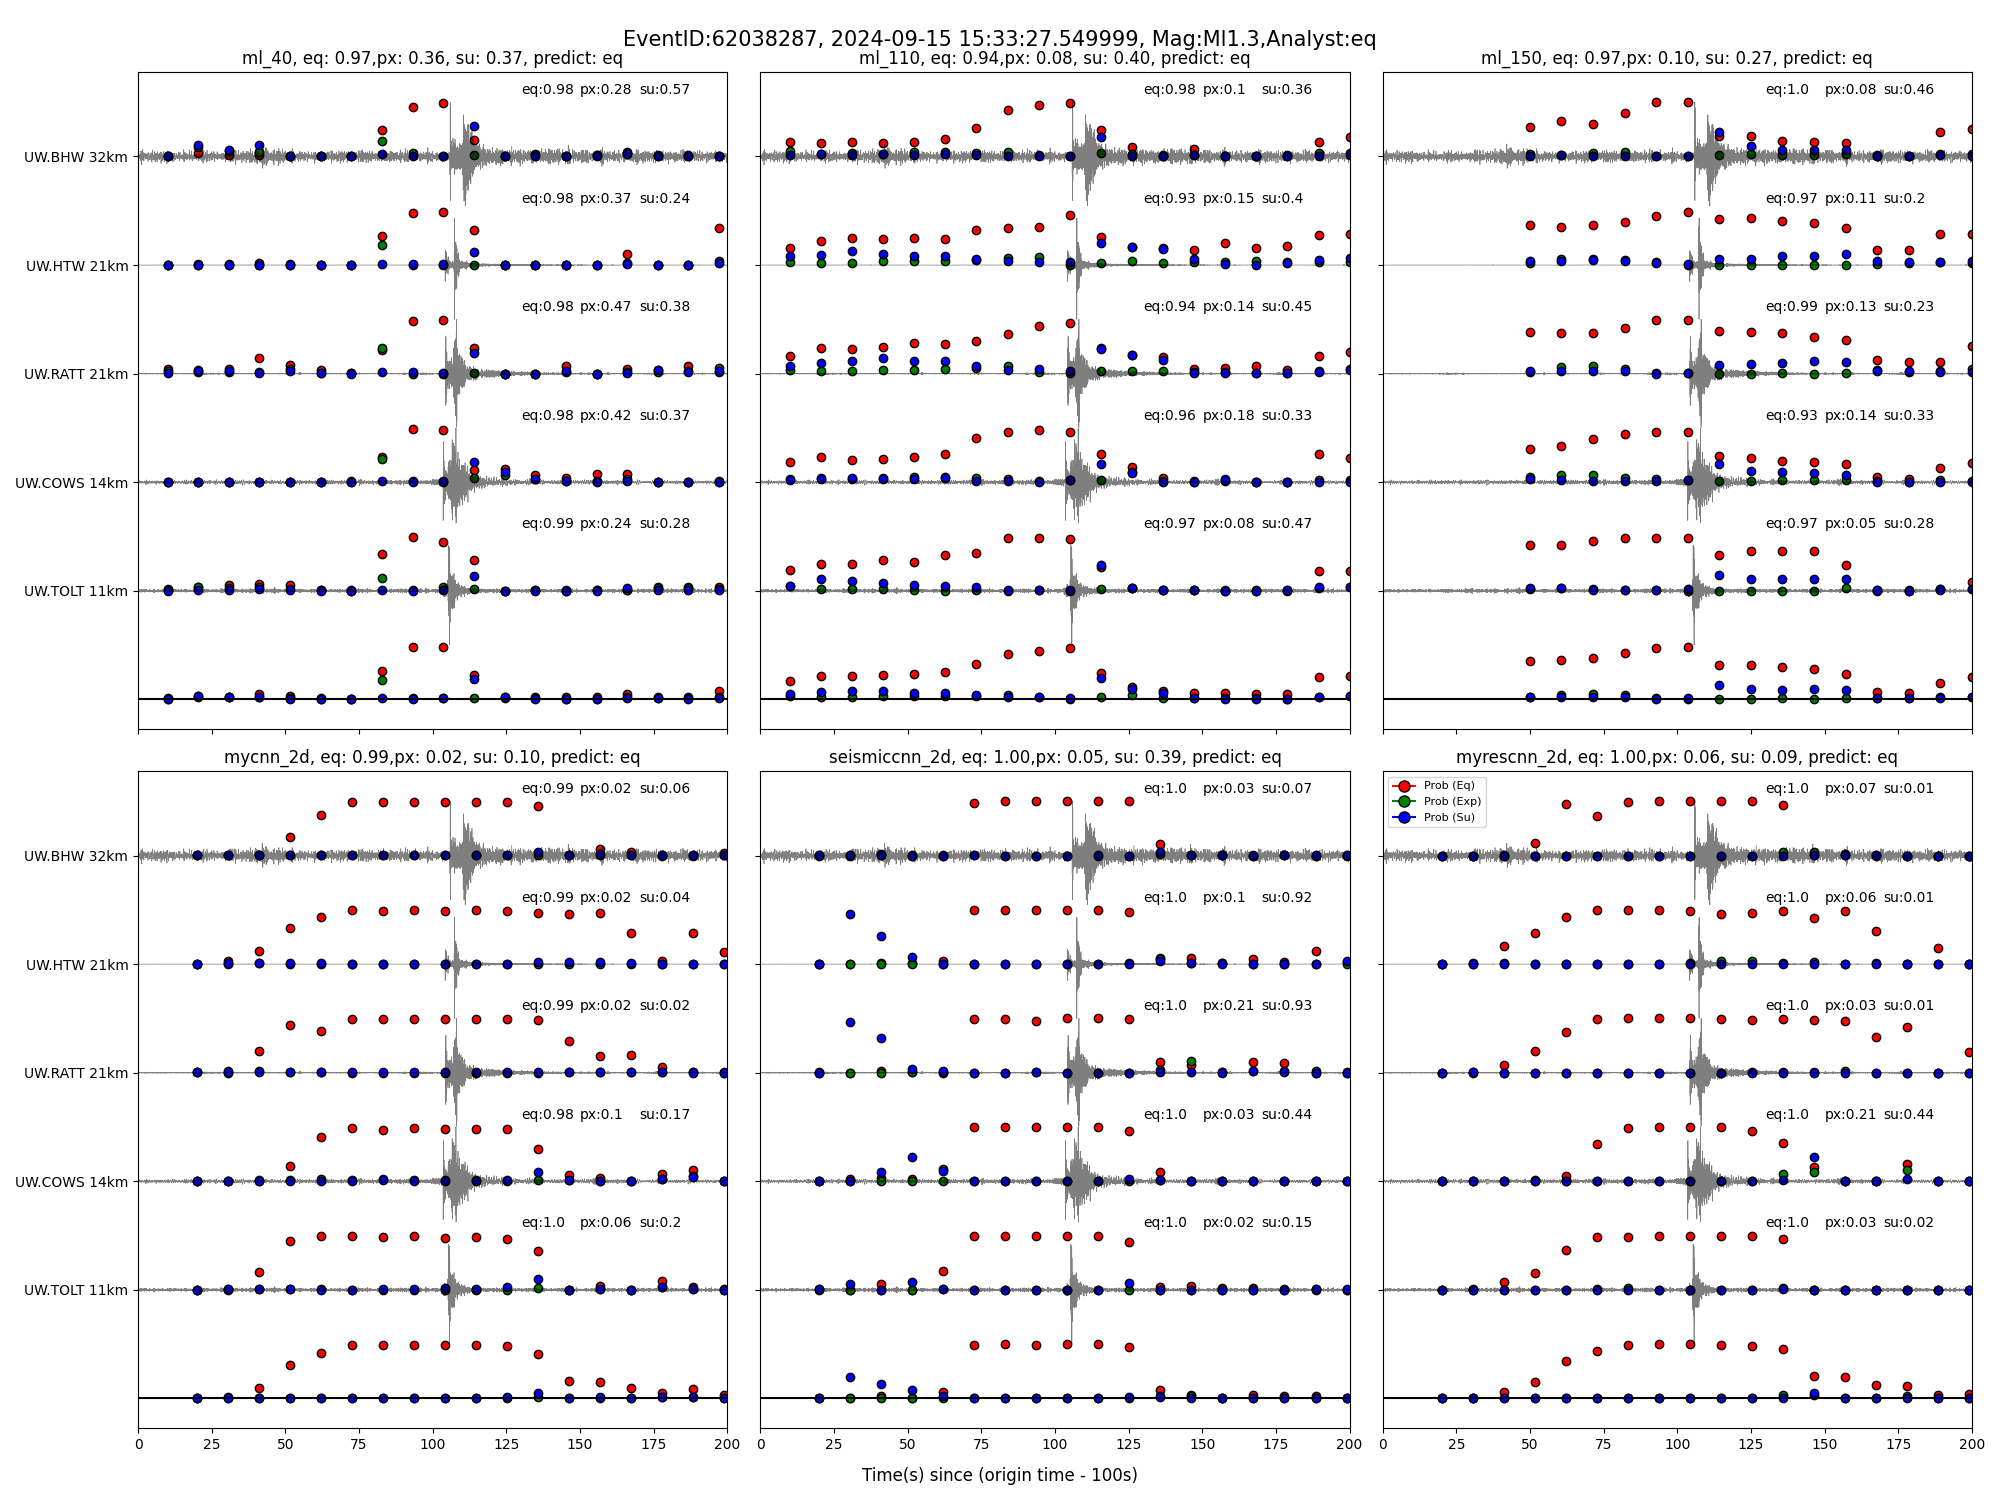 EventID:62038287, 2024-09-15 15:33:27.549999, Mag:Ml1.3,Analyst:eq
ml_40, eq: 0.97,px: 0.36, su: 0.37, predict: eq
eq:0.98 px:0.28 su:0.57
UW.BHW 32km
eq:0.98 px:0.37 su:0.24
UW.HTW 21km
eq:0.98 px:0.47 su:0.38
UW.RATT 21km
eq:0.98 px:0.42 su:0.37
UW.COWS 14km
eq:0.99 px:0.24 su:0.28
UW.TOLT 11km
ml_110, eq: 0.94,px: 0.08, su: 0.40, predict: eq
eq:0.98 px:0.1 su:0.36
eq:0.93 px:0.15 su:0.4
eq:0.94 px:0.14 su:0.45
eq:0.96 px:0.18 su:0.33
eq:0.97 px:0.08 su:0.47
ml_150, eq: 0.97,px: 0.10, su: 0.27, predict: eq
eq:1.0 px:0.08 su:0.46
eq:0.97 px:0.11 su:0.2
eq:0.99 px:0.13 su:0.23
eq:0.93 px:0.14 su:0.33
eq:0.97 px:0.05 su:0.28
mycnn_2d, eq: 0.99,px: 0.02, su: 0.10, predict: eq
eq:0.99 px:0.02 su:0.06
UW.BHW 32km
eq:0.99 px:0.02 su:0.04
UW.HTW 21km
eq:0.99 px:0.02 su:0.02
UW.RATT 21km
eq:0.98 px:0.1 su:0.17
UW.COWS 14km
eq:1.0 px:0.06 su:0.2
UW.TOLT 11km
0 25 50 75 100 125 150 175 200
seismiccnn_2d, eq: 1.00,px: 0.05, su: 0.39, predict: eq
eq:1.0 px:0.03 su:0.07
eq:1.0 px:0.1 su:0.92
eq:1.0 px:0.21 su:0.93
eq:1.0 px:0.03 su:0.44
eq:1.0 px:0.02 su:0.15
0 25 50 75 100 125 150 175 200
myrescnn_2d, eq: 1.00,px: 0.06, su: 0.09, predict: eq
Prob (Eq)
Prob (Exp)
Prob (Su)
eq:1.0 px:0.07 su:0.01
eq:1.0 px:0.06 su:0.01
eq:1.0 px:0.03 su:0.01
eq:1.0 px:0.21 su:0.44
eq:1.0 px:0.03 su:0.02
0 25 50 75 100 125 150 175 200
Time(s) since (origin time - 100s)